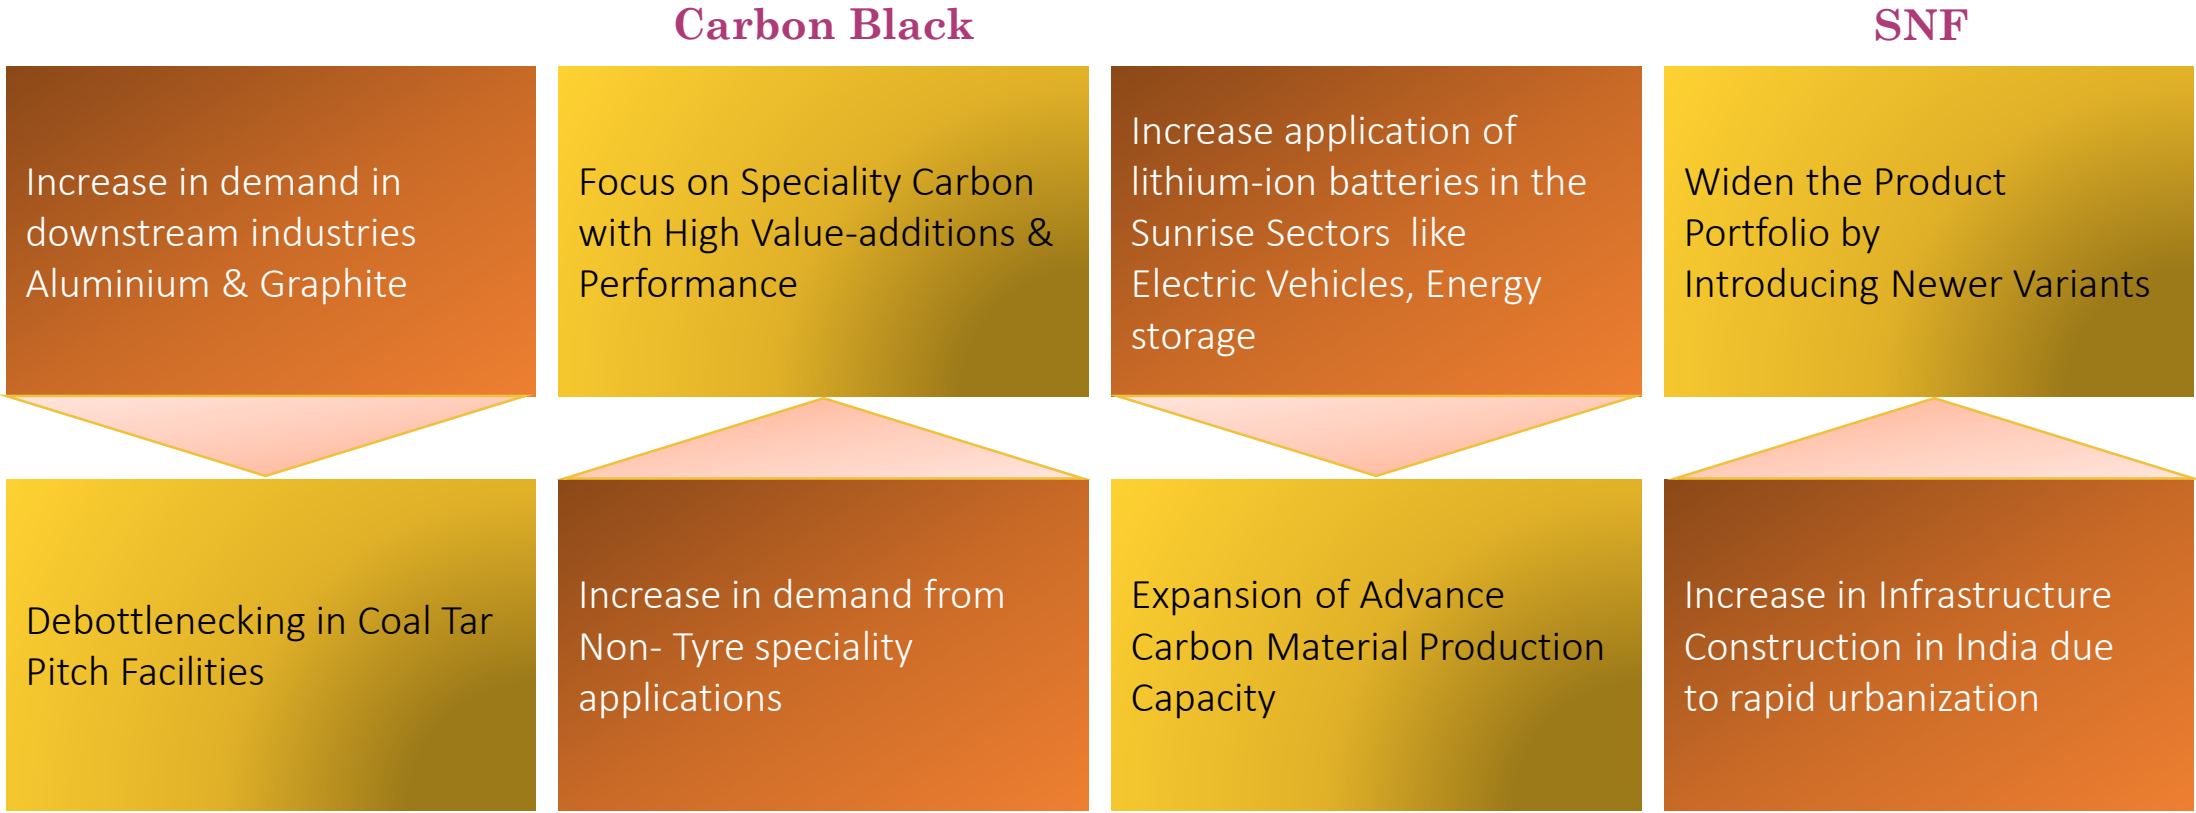 Carbon Black
SNF
Increase in demand in
downstream industries
Aluminium & Graphite
Focus on Speciality Carbon
with High Value-additions &
Performance
Increase application of
lithium-ion batteries in the
Sunrise Sectors  like
Electric Vehicles, Energy
storage
Widen the Product
Portfolio by
Introducing Newer Variants
Debottlenecking in Coal Tar
Pitch Facilities
Increase in demand from
Non- Tyre speciality
applications
Expansion of Advance
Carbon Material Production
Capacity
Increase in Infrastructure
Construction in India due
to rapid urbanization